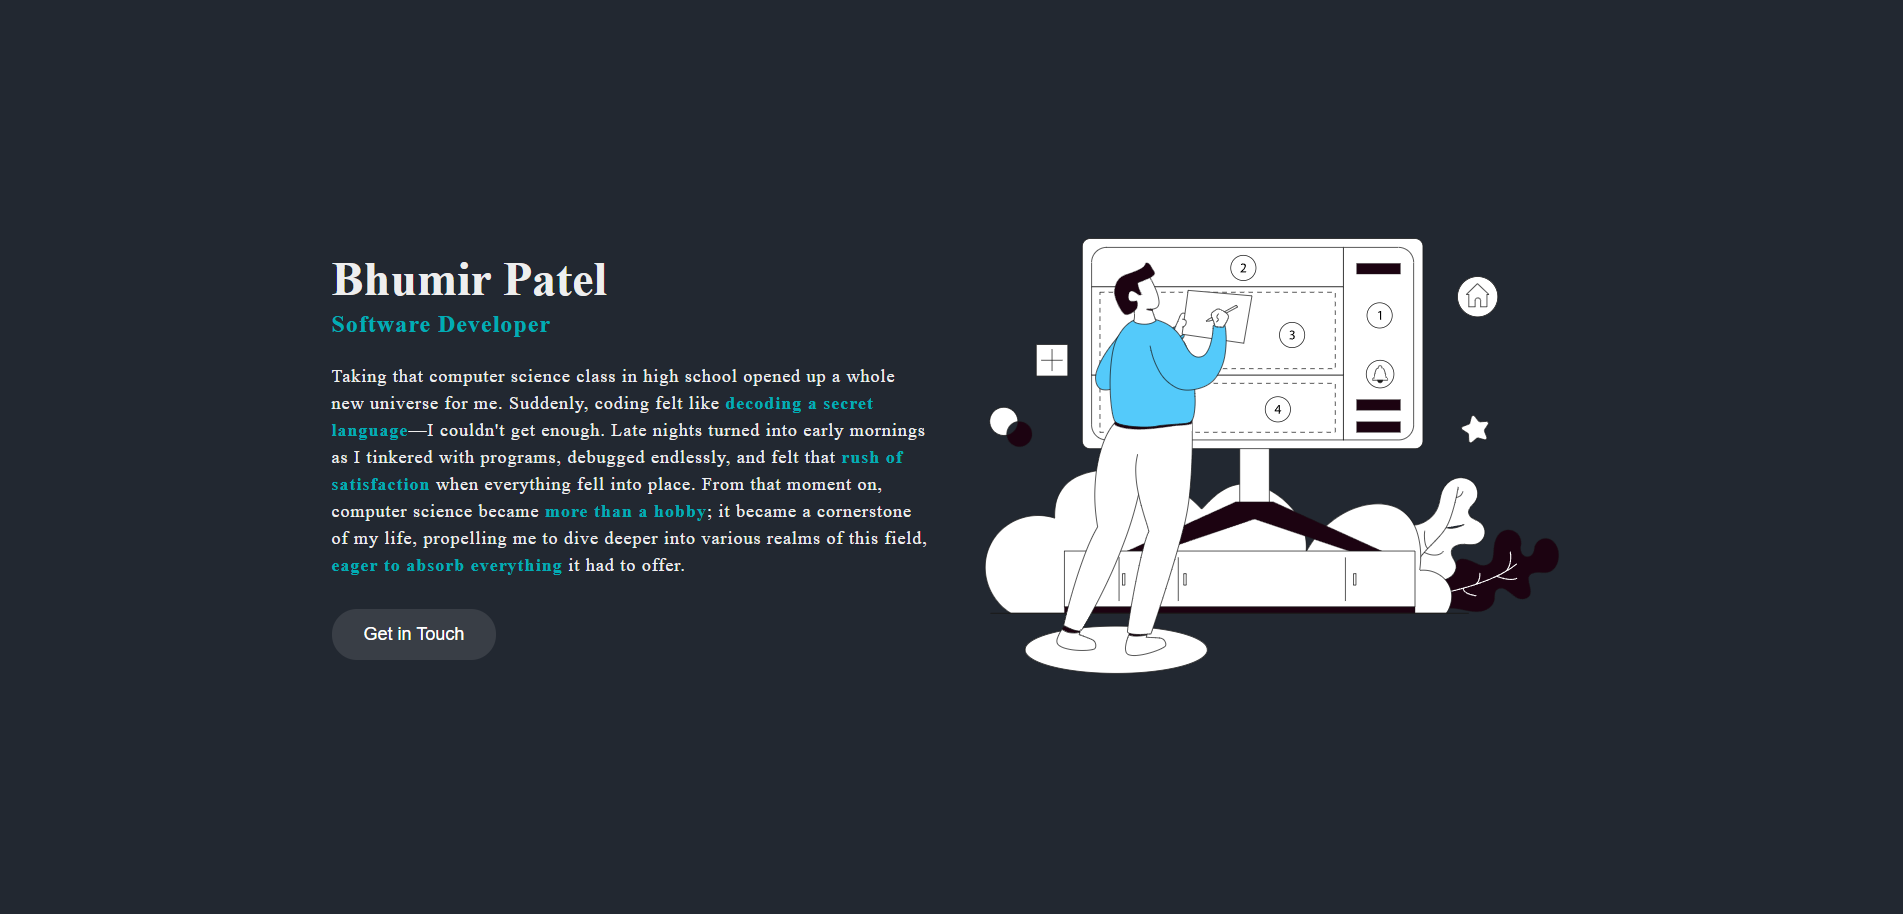 Bhumir Patel
Software Developer
Taking that computer science class in high school opened up a whole
new universe for me. Suddenly, coding felt like decoding a secret
language—I couldn't get enough. Late nights turned into early mornings
as I tinkered with programs, debugged endlessly, and felt that rush of
satisfaction when everything fell into place. From that moment on,
computer science became more than a hobby; it became a cornerstone
of my life, propelling me to dive deeper into various realms of this field,
eager to absorb everything it had to offer.
Get in Touch
2
1
3
4